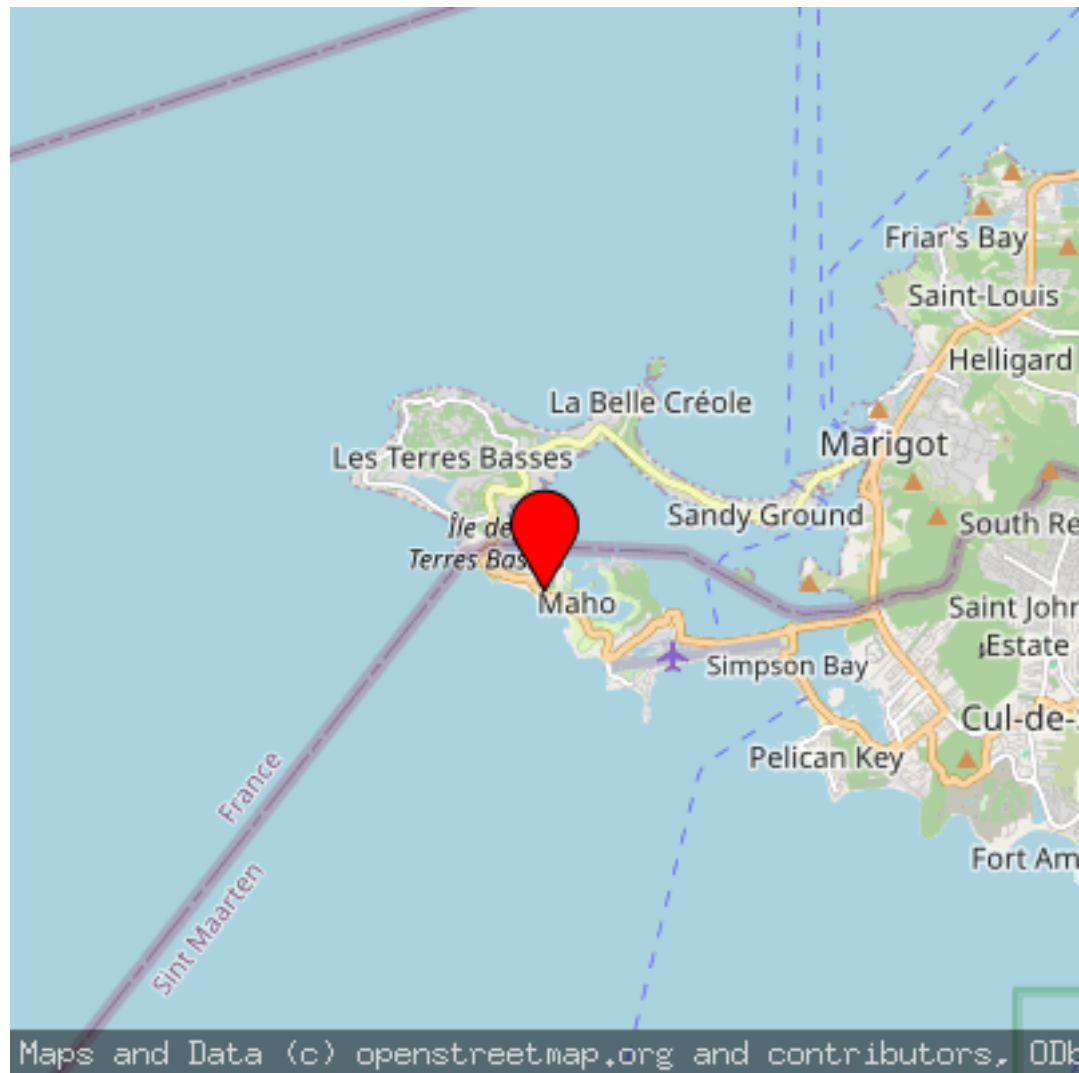 Friar's Bay
Saint-Louis
Helligard
La Belle Créole
Marigot
Les Terres Basses
Sandy Ground
South Re
Île de
Terres Bas
Maho
Saint John
Estate
Simpson Bay
Cul-de-
Pelican Key
France
Fort Am
Sint Maarten
Maps and Data (c) openstreetmap.org and contributors, ODb